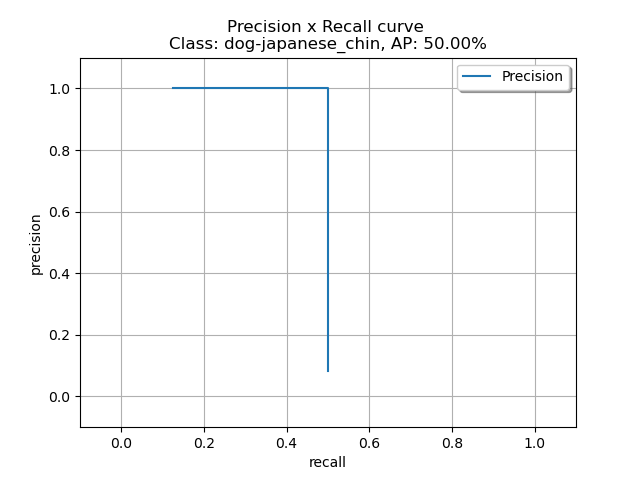 Precision x Recall curve
Class: dog-japanese_chin, AP: 50.00%
Precision
1.0
0.8
0.6
0.4
0.2
0.0
precision
0.0 0.2 0.4 0.6 0.8 1.0
recall